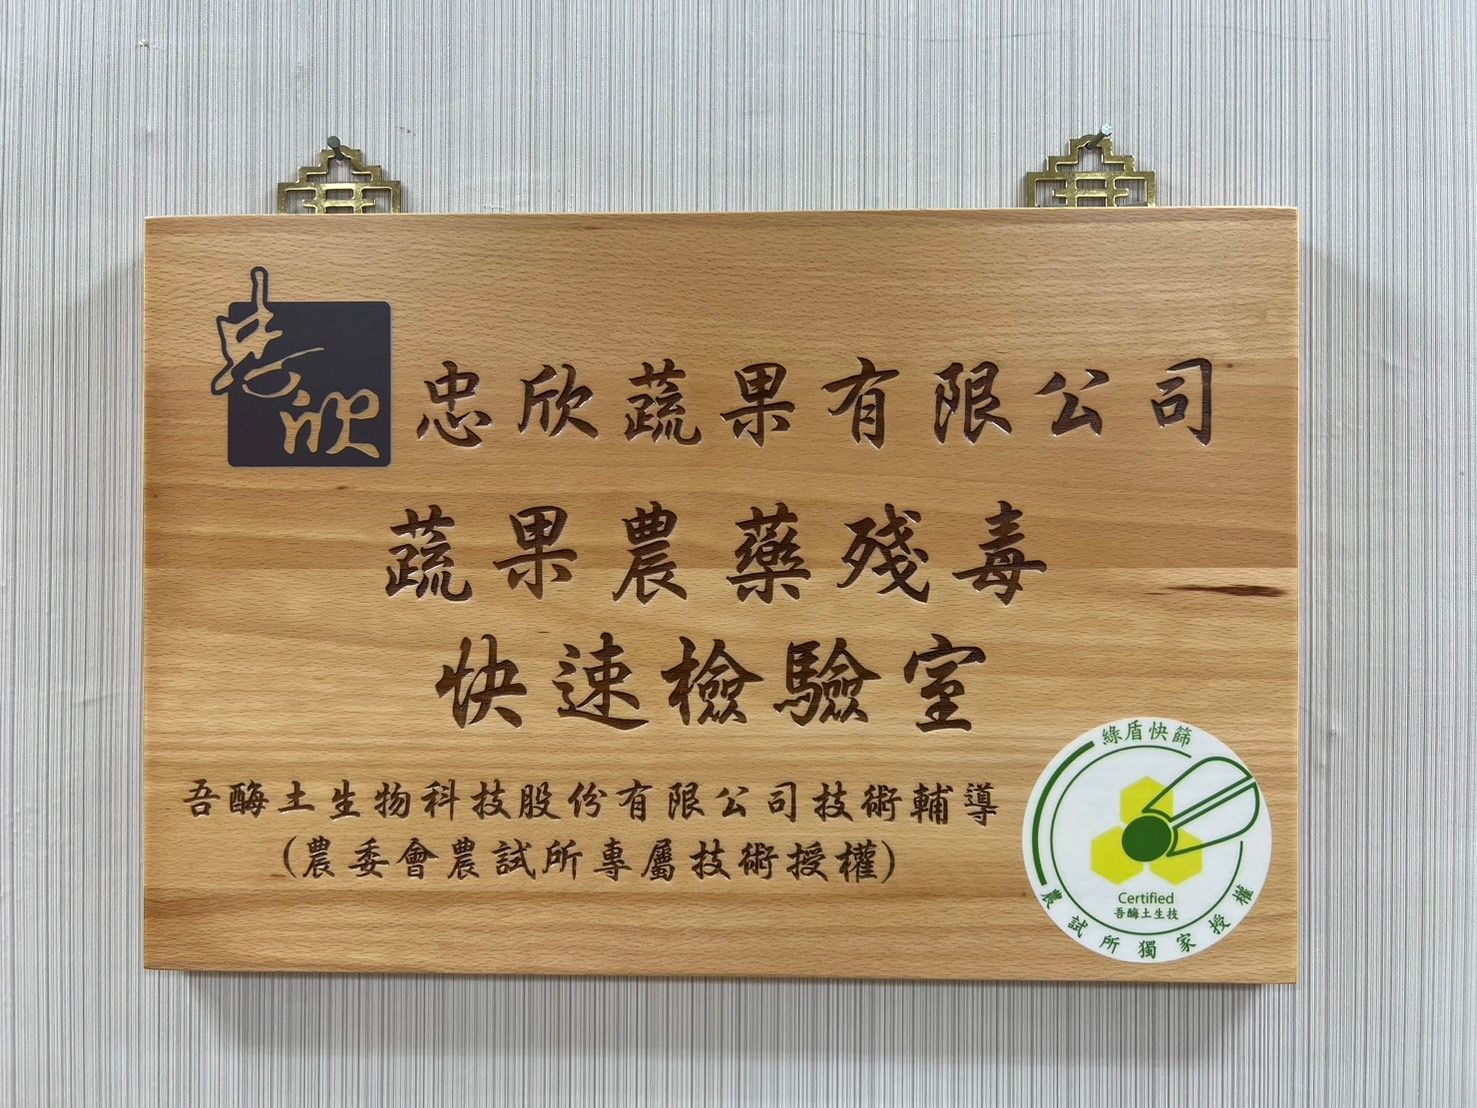 忠欣
忠欣蔬果有限公司
蔬果農藥殘毒
快速檢驗室
吾酶土生物科技股份有限公司技術輔導
(農委會農試所專屬技術授權)
綠盾快篩
Certified
吾酶土生技
農試所獨家授權